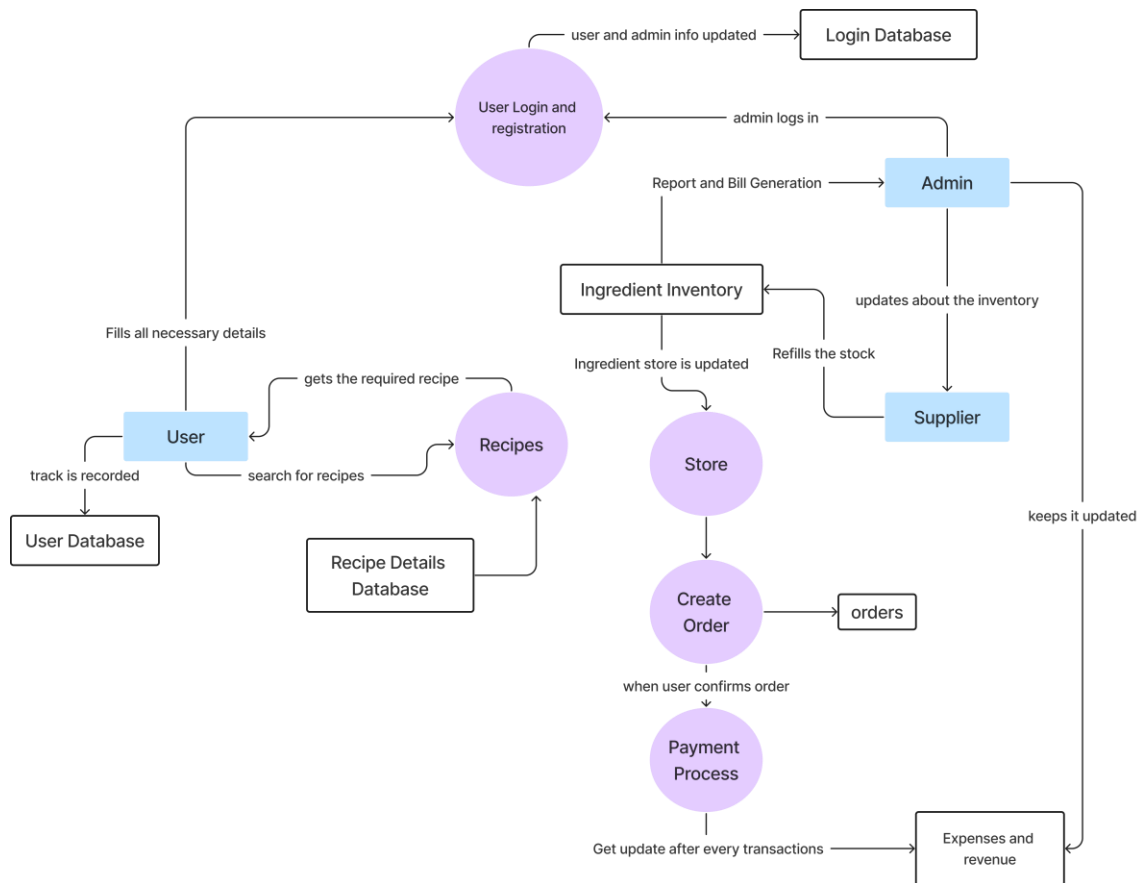 user and admin info updated
Login Database
User Login and
registration
admin logs in
Report and Bill Generation
Admin
Ingredient Inventory
updates about the inventory
Fills all necessary details
Ingredient store is updated
Refills the stock
gets the required recipe
User
Recipes
Supplier
Store
track is recorded
search for recipes
keeps it updated
User Database
Recipe Details
Database
Create
Order
orders
when user confirms order
Payment
Process
Get update after every transactions
Expenses and
revenue